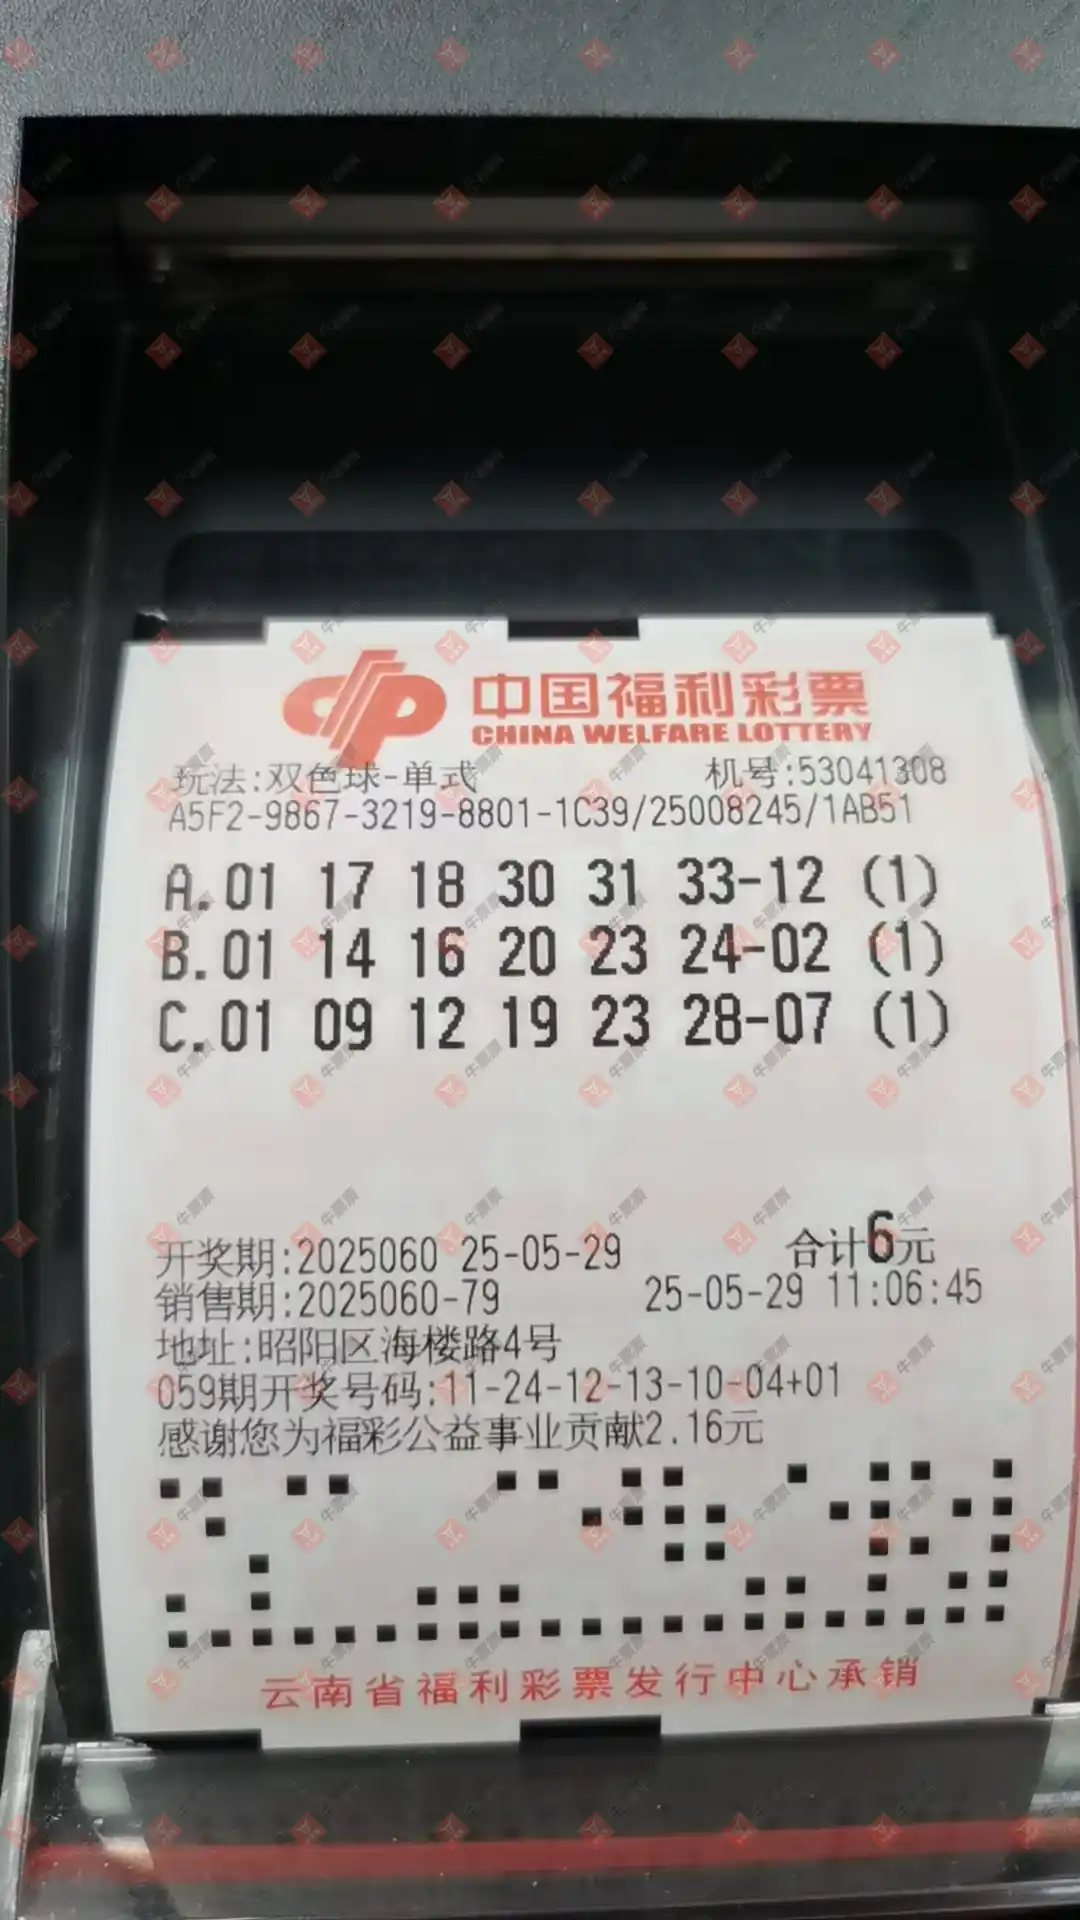 中国福利彩票
CHINA WELFARE LOTTERY
玩法:双色球-单式 机号:53041308
A5F2-9867-3219-8801-1C39/25008245/1AB51
A.01 17 18 30 31 33-12 (1)
B.01 14 16 20 23 24-02 (1)
C.01 09 12 19 23 28-07 (1)
开奖期:2025060 25-05-29 合计6元
销售期:2025060-79 25-05-29 11:06:45
地址:昭阳区海楼路4号
059期开奖号码:11-24-12-13-10-04+01
感谢您为福彩公益事业贡献2.16元
云南省福利彩票发行中心承销